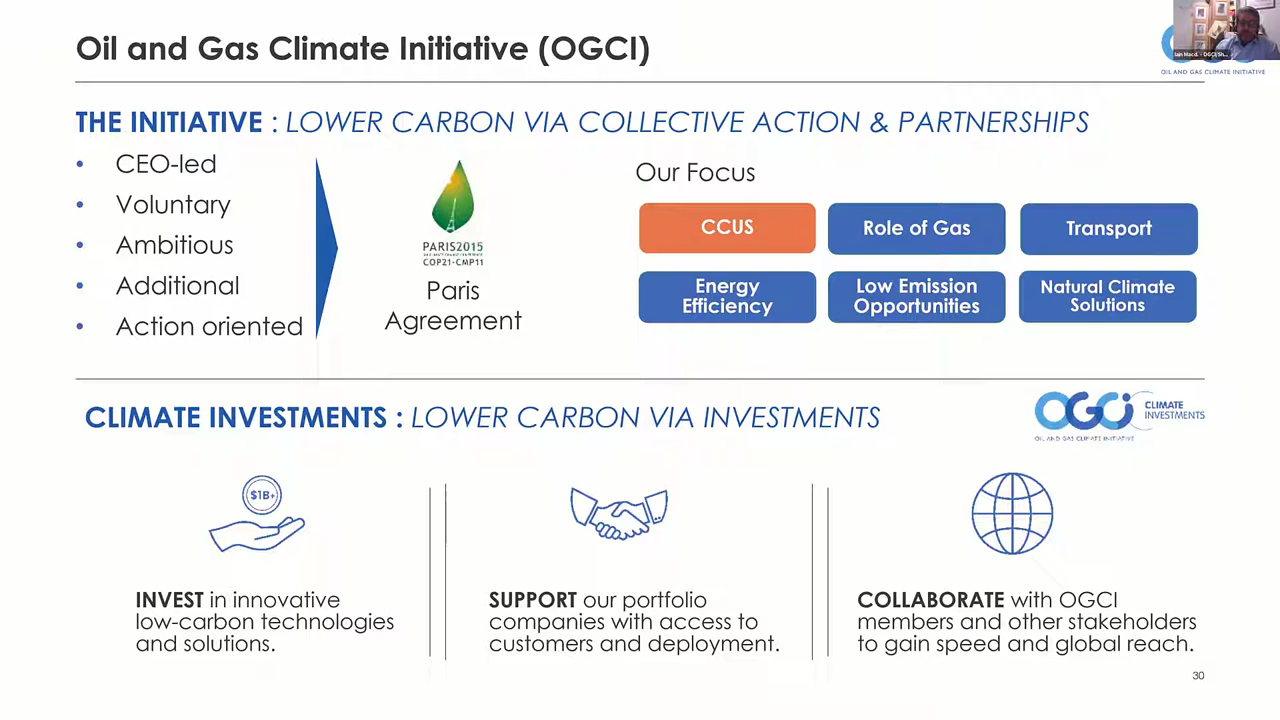 Oil and Gas Climate Initiative (OGCI)
OIL AND GAS CLIMATE INITIATIVE
THE INITIATIVE : LOWER CARBON VIA COLLECTIVE ACTION & PARTNERSHIPS
• CEO-led
• Voluntary
• Ambitious
• Additional
• Action oriented
PARIS2015
COP21-CMP11
Paris
Agreement
Our Focus
CCUS
Role of Gas
Transport
Energy
Efficiency
Low Emission
Opportunities
Natural Climate
Solutions
CLIMATE INVESTMENTS : LOWER CARBON VIA INVESTMENTS
OGCI
CLIMATE
INVESTMENTS
OIL AND GAS CLIMATE INITIATIVE
$1B+
INVEST in innovative
low-carbon technologies
and solutions.
SUPPORT our portfolio
companies with access to
customers and deployment.
COLLABORATE with OGCI
members and other stakeholders
to gain speed and global reach.
30